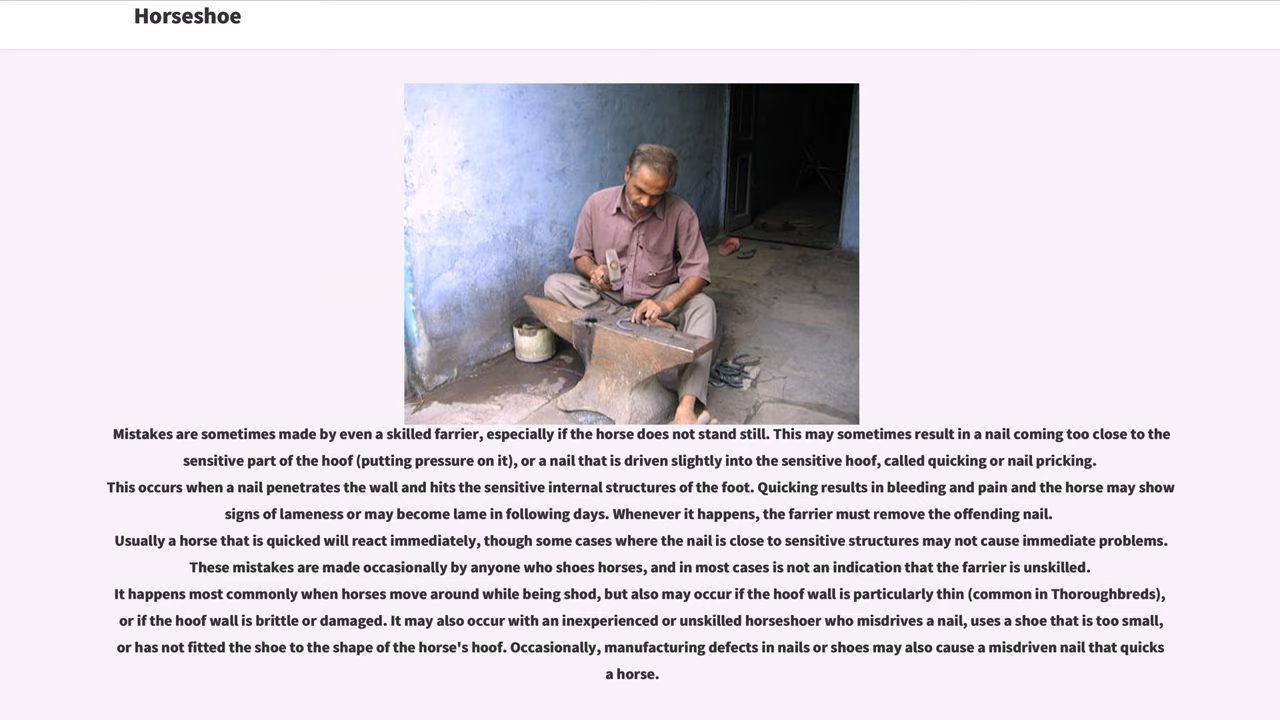 Horseshoe
Mistakes are sometimes made by even a skilled farrier, especially if the horse does not stand still. This may sometimes result in a nail coming too close to the
sensitive part of the hoof (putting pressure on it), or a nail that is driven slightly into the sensitive hoof, called quicking or nail pricking.
This occurs when a nail penetrates the wall and hits the sensitive internal structures of the foot. Quicking results in bleeding and pain and the horse may show
signs of lameness or may become lame in following days. Whenever it happens, the farrier must remove the offending nail.
Usually a horse that is quicked will react immediately, though some cases where the nail is close to sensitive structures may not cause immediate problems.
These mistakes are made occasionally by anyone who shoes horses, and in most cases is not an indication that the farrier is unskilled.
It happens most commonly when horses move around while being shod, but also may occur if the hoof wall is particularly thin (common in Thoroughbreds),
or if the hoof wall is brittle or damaged. It may also occur with an inexperienced or unskilled horseshoer who misdrives a nail, uses a shoe that is too small,
or has not fitted the shoe to the shape of the horse's hoof. Occasionally, manufacturing defects in nails or shoes may also cause a misdriven nail that quicks
a horse.